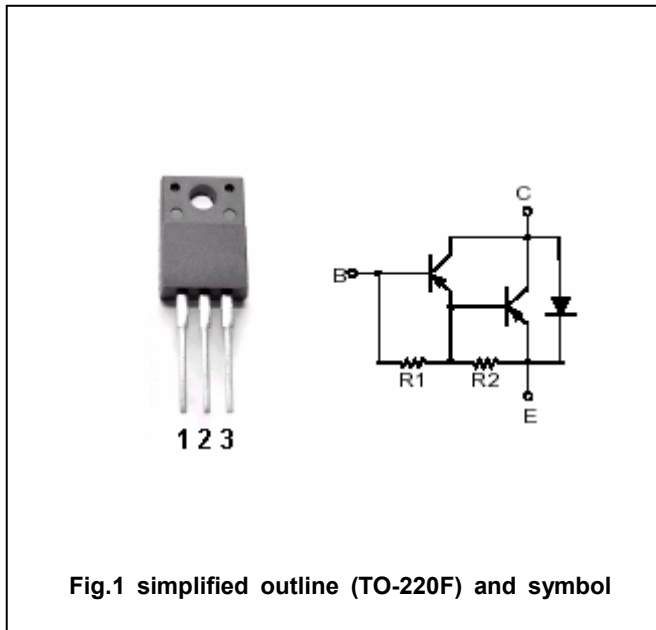 C
B
R1 R2
E
1 2 3
Fig.1 simplified outline (TO-220F) and symbol